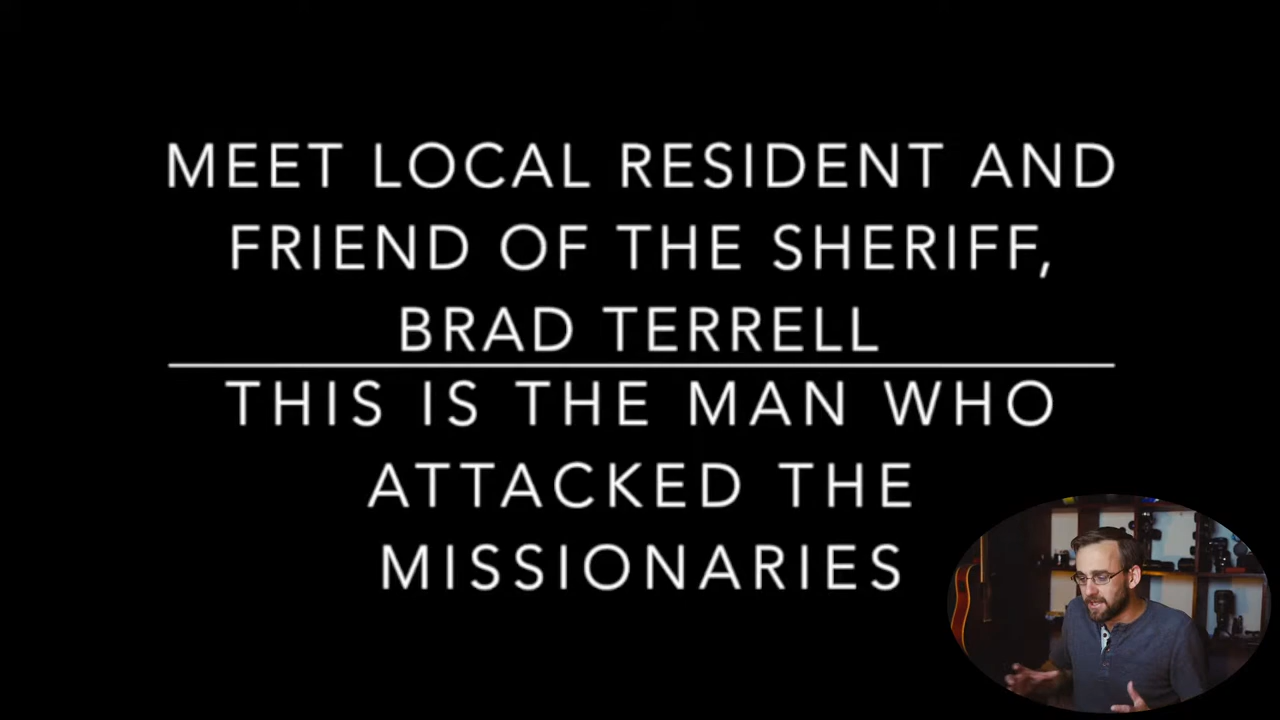 MEET LOCAL RESIDENT AND
FRIEND OF THE SHERIFF,
BRAD TERRELL
THIS IS THE MAN WHO
ATTACKED THE
MISSIONARIES